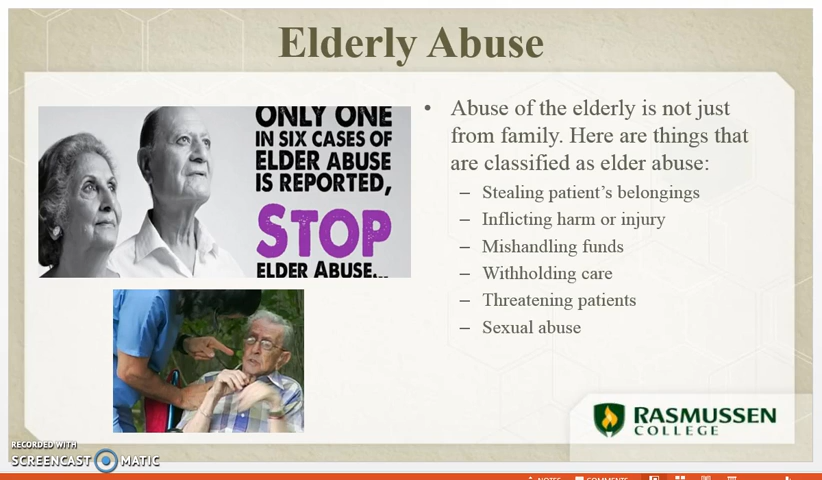 Elderly Abuse
ONLY ONE
IN SIX CASES OF
ELDER ABUSE
IS REPORTED,
STOP
ELDER ABUSE...
• Abuse of the elderly is not just
from family. Here are things that
are classified as elder abuse:
– Stealing patient's belongings
– Inflicting harm or injury
– Mishandling funds
– Withholding care
– Threatening patients
– Sexual abuse
RASMUSSEN
COLLEGE
RECORDED WITH
SCREENCAST MATIC
NOTES COMMENTS